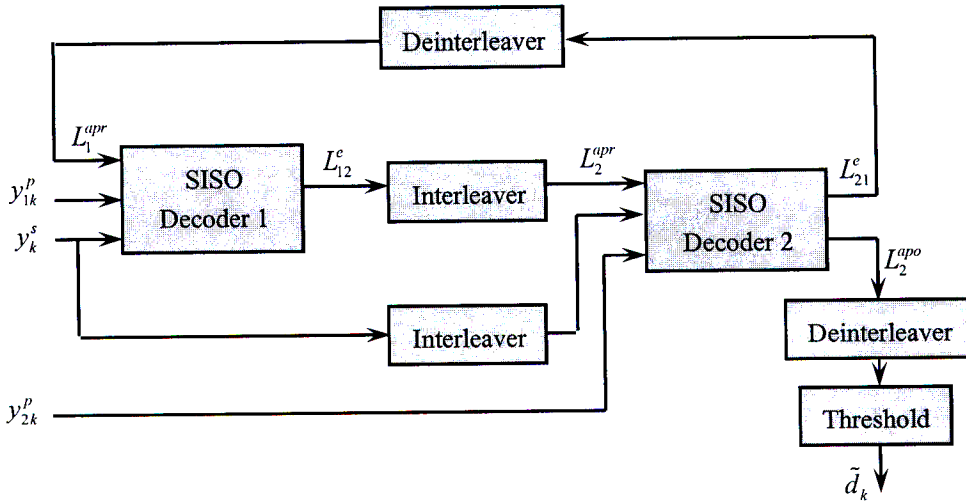 Deinterleaver
L_1^{apr}
SISO
Decoder 1
L_{12}^e
Interleaver
L_2^{apr}
SISO
Decoder 2
L_{21}^e
y_{1k}^p
y_k^s
L_2^{apo}
Interleaver
Deinterleaver
y_{2k}^p
Threshold
\tilde{d}_k